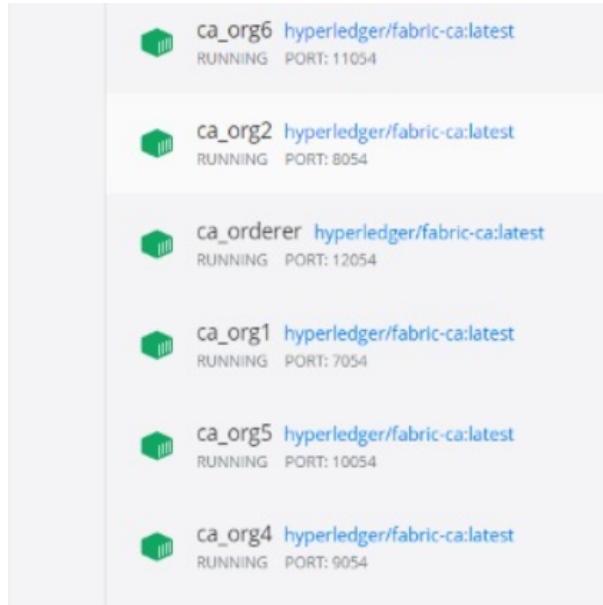 ca_org6 hyperledger/fabric-ca:latest
RUNNING PORT: 11054
ca_org2 hyperledger/fabric-ca:latest
RUNNING PORT: 8054
ca_orderer hyperledger/fabric-ca:latest
RUNNING PORT: 12054
ca_org1 hyperledger/fabric-ca:latest
RUNNING PORT: 7054
ca_org5 hyperledger/fabric-ca:latest
RUNNING PORT: 10054
ca_org4 hyperledger/fabric-ca:latest
RUNNING PORT: 9054